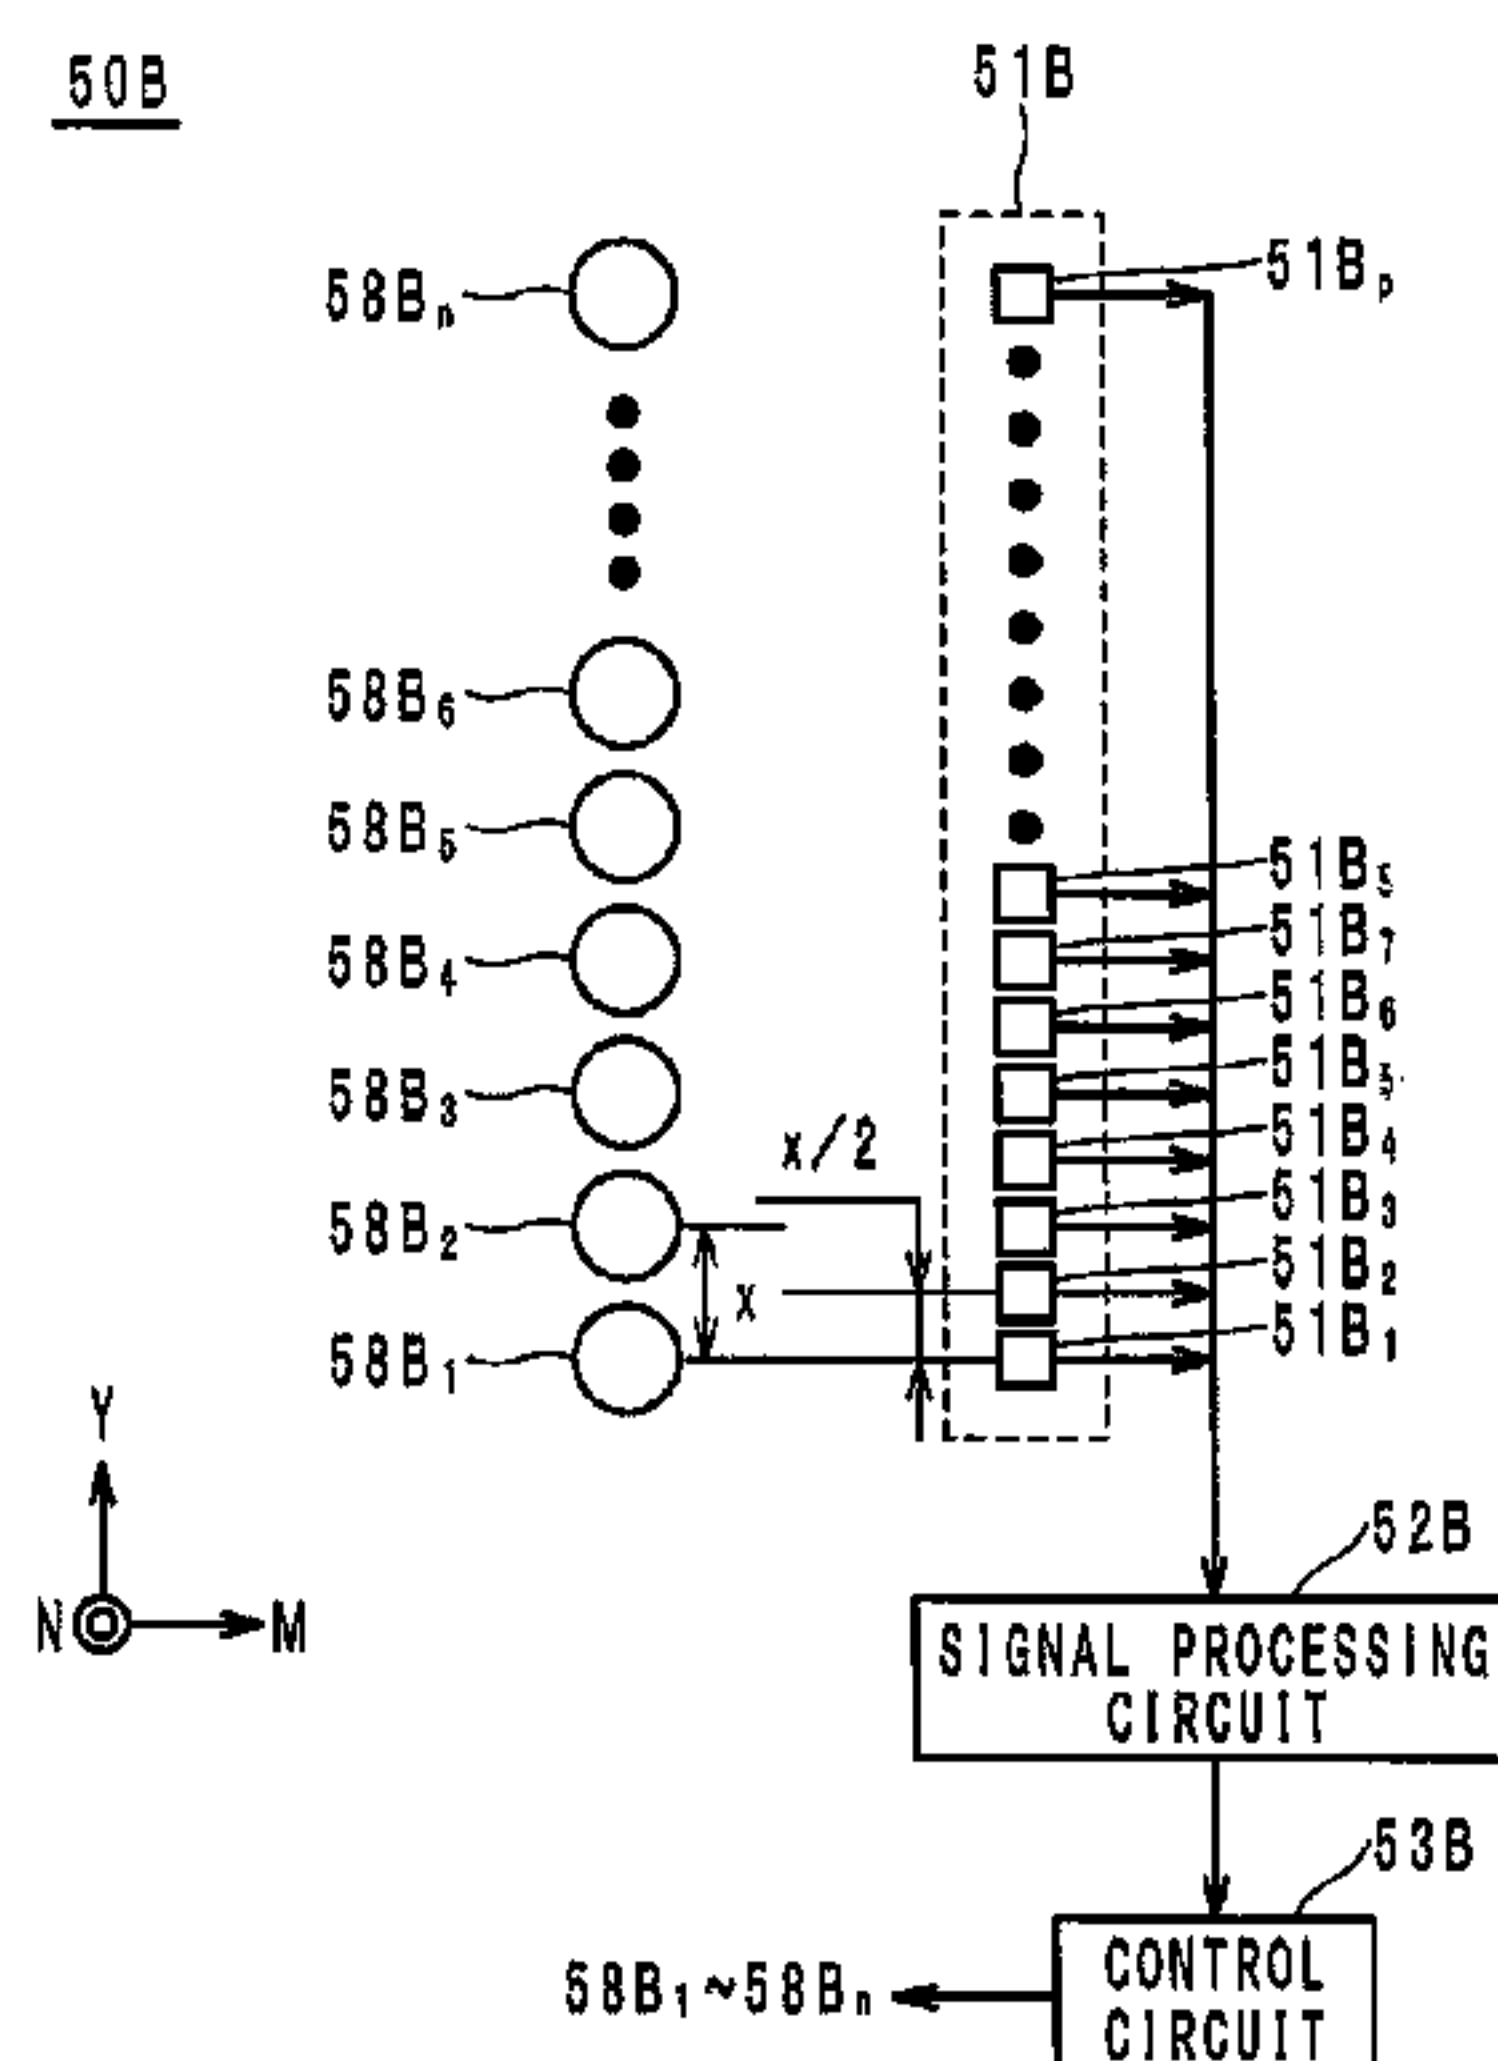 50B
51B
58Bₙ
51Bₚ
58B₆
58B₅
58B₄
58B₃
58B₂
58B₁
51B₇
51B₆
51B₅
51B₄
51B₃
51B₂
51B₁
x/2
x
Y
N
M
52B
SIGNAL PROCESSING
CIRCUIT
53B
CONTROL
CIRCUIT
58B₁~58Bₙ